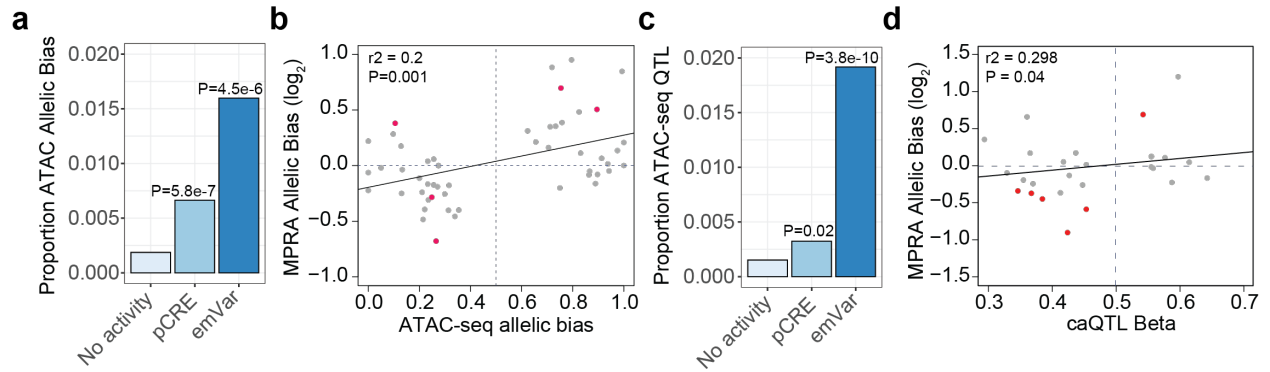 a
Proportion ATAC Allelic Bias
0.020
0.015
0.010
0.005
0.000
P=5.8e-7
P=4.5e-6
No activity
pCRE
emVar
b
MPRA Allelic Bias (log2)
1.0
0.5
0.0
−0.5
−1.0
r2 = 0.2
P=0.001
0.0 0.2 0.4 0.6 0.8 1.0
ATAC-seq allelic bias
c
Proportion ATAC-seq QTL
0.020
0.015
0.010
0.005
0.000
P=0.02
P=3.8e-10
No activity
pCRE
emVar
d
MPRA Allelic Bias (log2)
1.5
1.0
0.5
0.0
−0.5
−1.0
−1.5
r2 = 0.298
P = 0.04
0.3 0.4 0.5 0.6 0.7
caQTL Beta